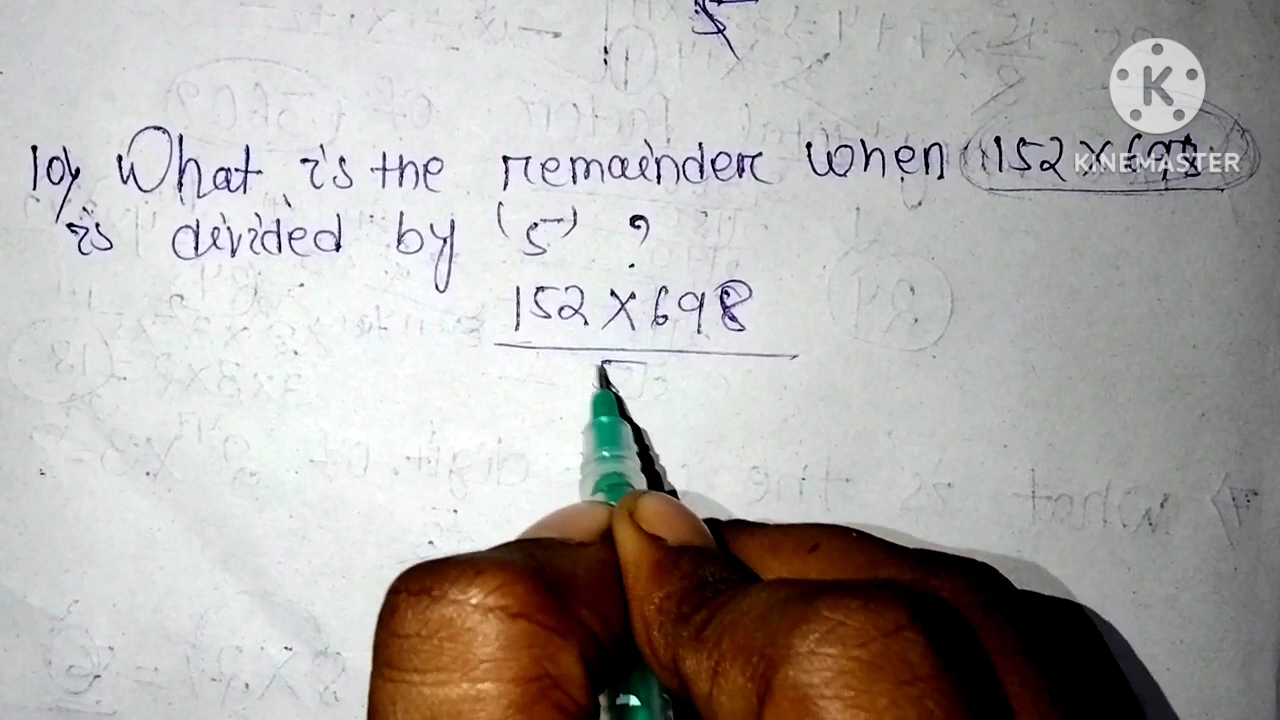 10) What is the remainder when (152×698)
is divided by (5) ?
152×698
5
KINEMASTER